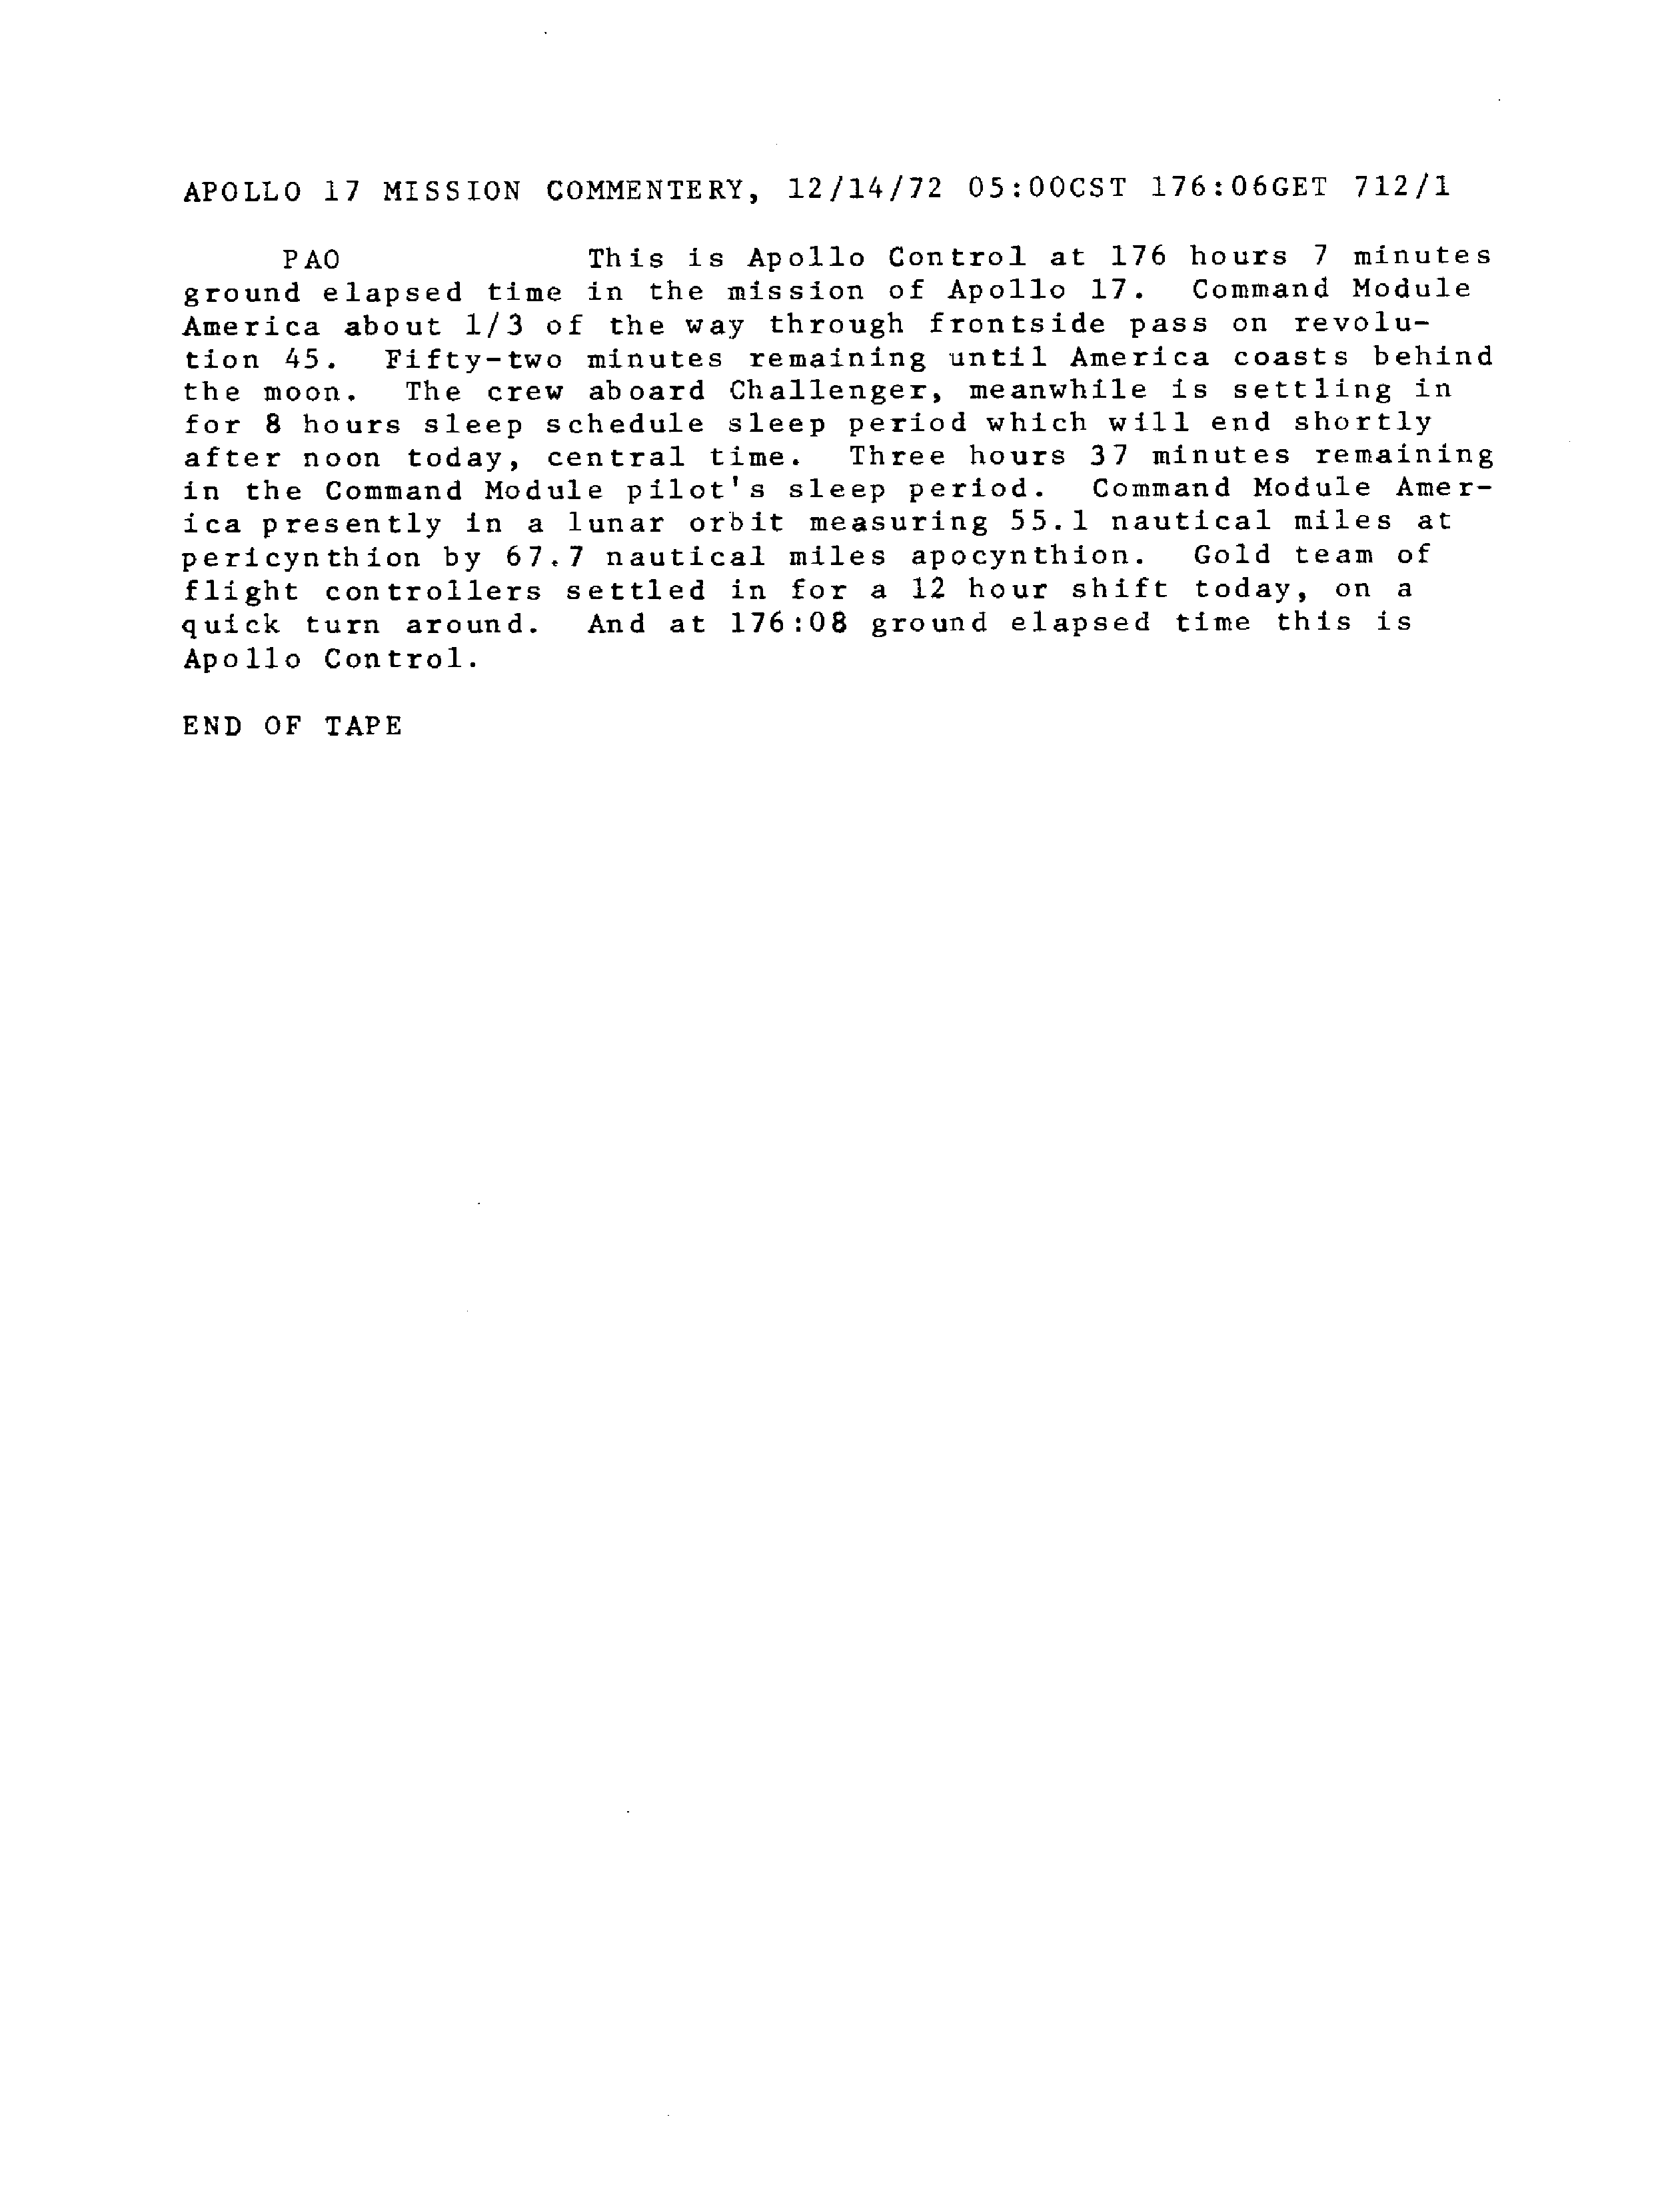 APOLLO 17 MISSION COMMENTERY, 12/14/72 05:00CST 176:06GET 712/1
PAO This is Apollo Control at 176 hours 7 minutes
ground elapsed time in the mission of Apollo 17. Command Module
America about 1/3 of the way through frontside pass on revolu-
tion 45. Fifty-two minutes remaining until America coasts behind
the moon. The crew aboard Challenger, meanwhile is settling in
for 8 hours sleep schedule sleep period which will end shortly
after noon today, central time. Three hours 37 minutes remaining
in the Command Module pilot's sleep period. Command Module Amer-
ica presently in a lunar orbit measuring 55.1 nautical miles at
pericynthion by 67.7 nautical miles apocynthion. Gold team of
flight controllers settled in for a 12 hour shift today, on a
quick turn around. And at 176:08 ground elapsed time this is
Apollo Control.
END OF TAPE